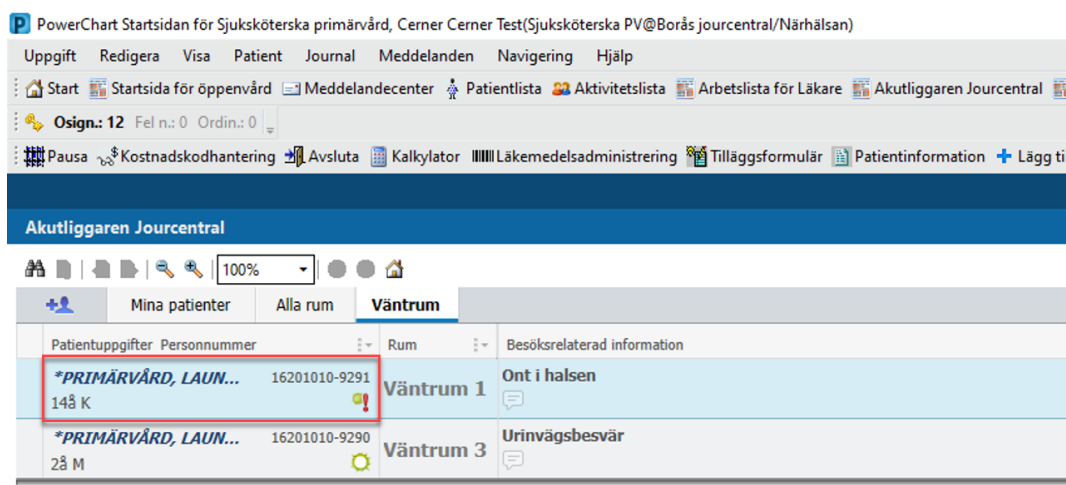 PowerChart Startsidan för Sjuksköterska primärvård, Cerner Cerner Test(Sjuksköterska PV@Borås jourcentral/Närhälsan)
Uppgift Redigera Visa Patient Journal Meddelanden Navigering Hjälp
Start Startsida för öppenvård Meddelandecenter Patientlista Aktivitetslista Arbetslista för Läkare Akutliggaren Jourcentral
Osign.: 12 Fel n.: 0 Ordin.: 0
Pausa Kostnadskodhantering Avsluta Kalkylator Läkemedelsadministrering Tilläggsformulär Patientinformation Lägg ti
Akutliggaren Jourcentral
100%
Mina patienter Alla rum Väntrum
Patientuppgifter Personnummer Rum Besöksrelaterad information
*PRIMÄRVÅRD, LAUN... 16201010-9291 Väntrum 1 Ont i halsen
14å K
*PRIMÄRVÅRD, LAUN... 16201010-9290 Väntrum 3 Urinvägsbesvär
2å M